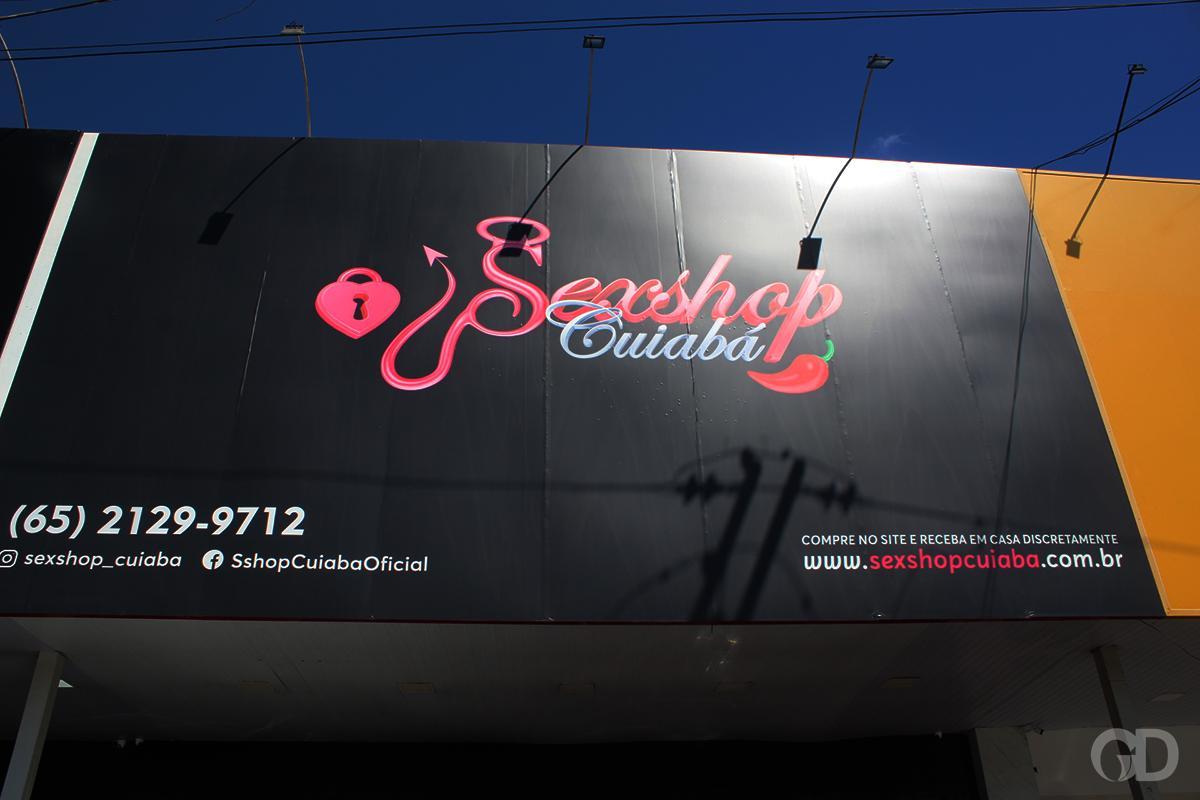 Sexshop
Cuiabá
(65) 2129-9712
sexshop_cuiaba SshopCuiabaOficial
COMPRE NO SITE E RECEBA EM CASA DISCRETAMENTE
www.sexshopcuiaba.com.br
GD